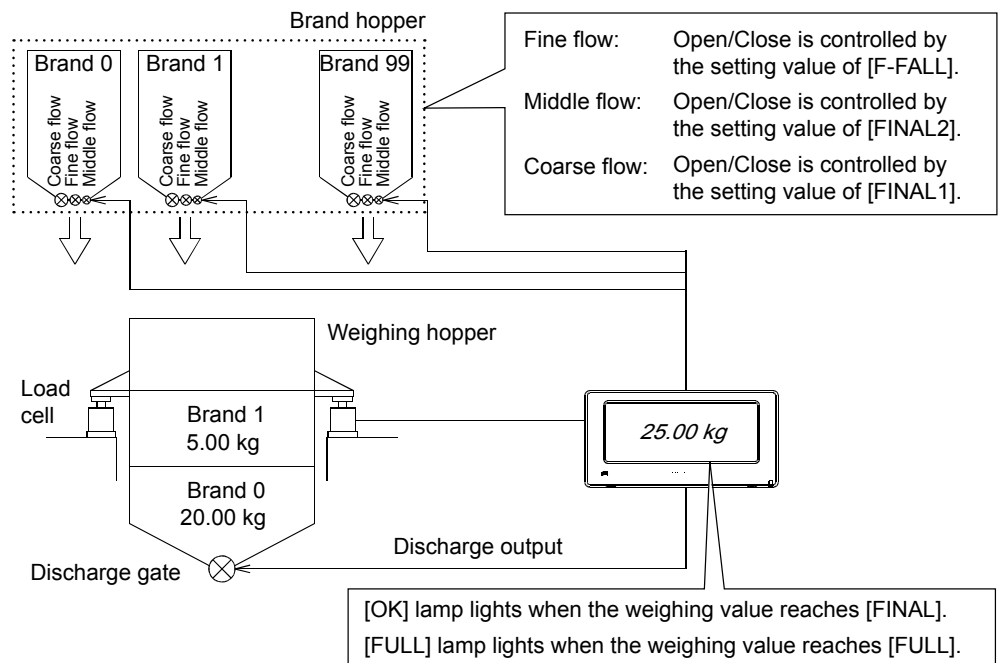 Brand hopper
Brand 0
Brand 1
Brand 99
Coarse flow
Fine flow
Middle flow
Coarse flow
Fine flow
Middle flow
Coarse flow
Fine flow
Middle flow
Fine flow: Open/Close is controlled by
the setting value of [F-FALL].
Middle flow: Open/Close is controlled by
the setting value of [FINAL2].
Coarse flow: Open/Close is controlled by
the setting value of [FINAL1].
Weighing hopper
Load
cell
Brand 1
5.00 kg
25.00 kg
Brand 0
20.00 kg
Discharge output
Discharge gate
[OK] lamp lights when the weighing value reaches [FINAL].
[FULL] lamp lights when the weighing value reaches [FULL].